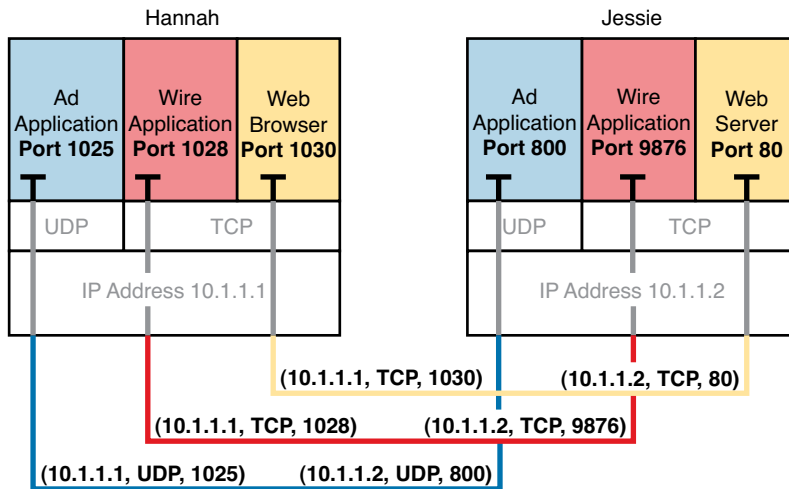 Hannah
Jessie
Ad
Application
Port 1025
Wire
Application
Port 1028
Web
Browser
Port 1030
Ad
Application
Port 800
Wire
Application
Port 9876
Web
Server
Port 80
UDP
TCP
UDP
TCP
IP Address 10.1.1.1
IP Address 10.1.1.2
(10.1.1.1, TCP, 1030)
(10.1.1.2, TCP, 80)
(10.1.1.1, TCP, 1028)
(10.1.1.2, TCP, 9876)
(10.1.1.1, UDP, 1025)
(10.1.1.2, UDP, 800)